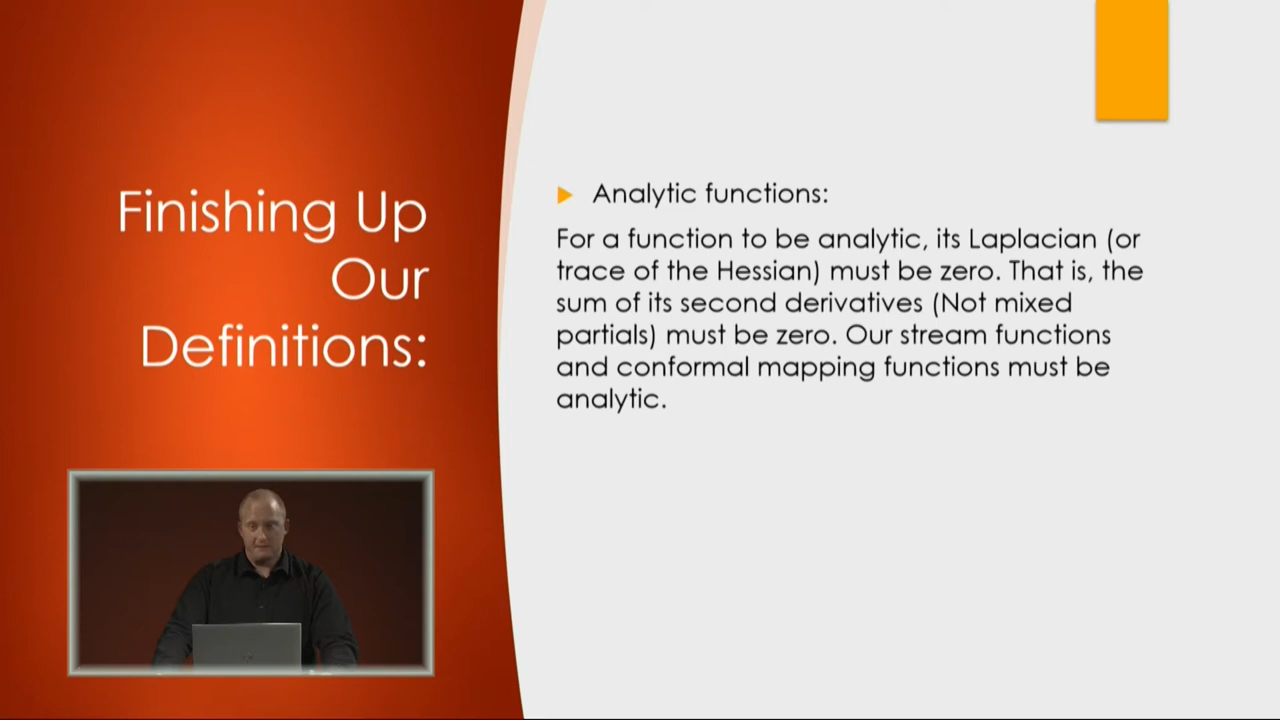 Finishing Up
Our
Definitions:
Analytic functions:
For a function to be analytic, its Laplacian (or
trace of the Hessian) must be zero. That is, the
sum of its second derivatives (Not mixed
partials) must be zero. Our stream functions
and conformal mapping functions must be
analytic.